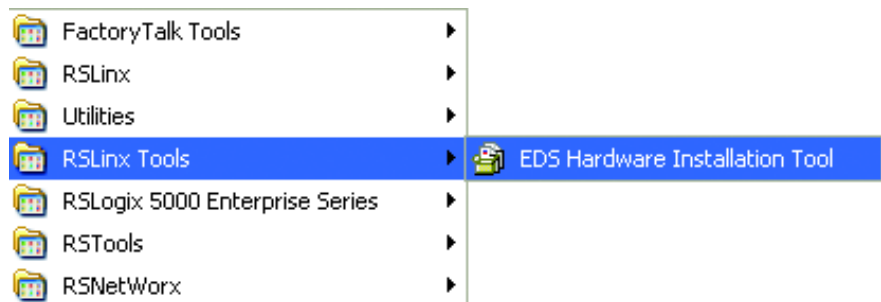 FactoryTalk Tools
RSLinx
Utilities
RSLinx Tools
EDS Hardware Installation Tool
RSLogix 5000 Enterprise Series
RSTools
RSNetWorx